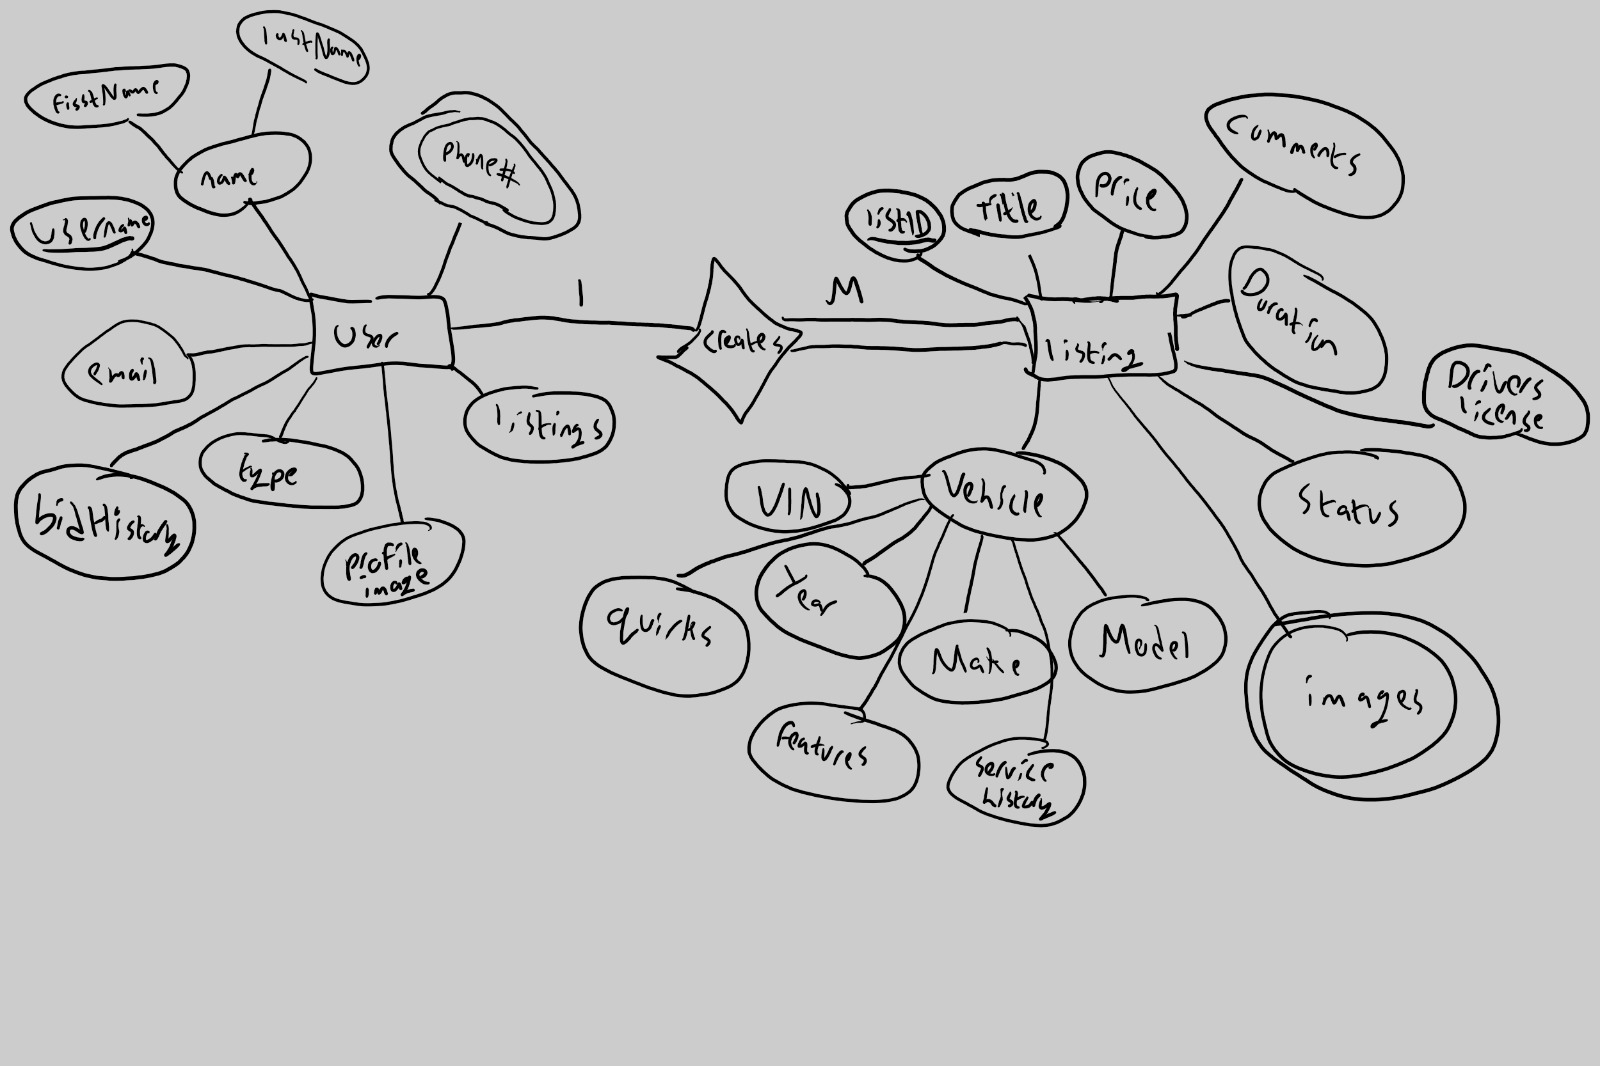 lastName
firstName
phone#
name
username
Comments
price
Title
listID
Duration
1
M
User
creates
listing
email
Drivers
license
listings
type
Vehicle
VIN
Status
bidHistory
profile
image
Year
quirks
Make
Model
images
features
service
history